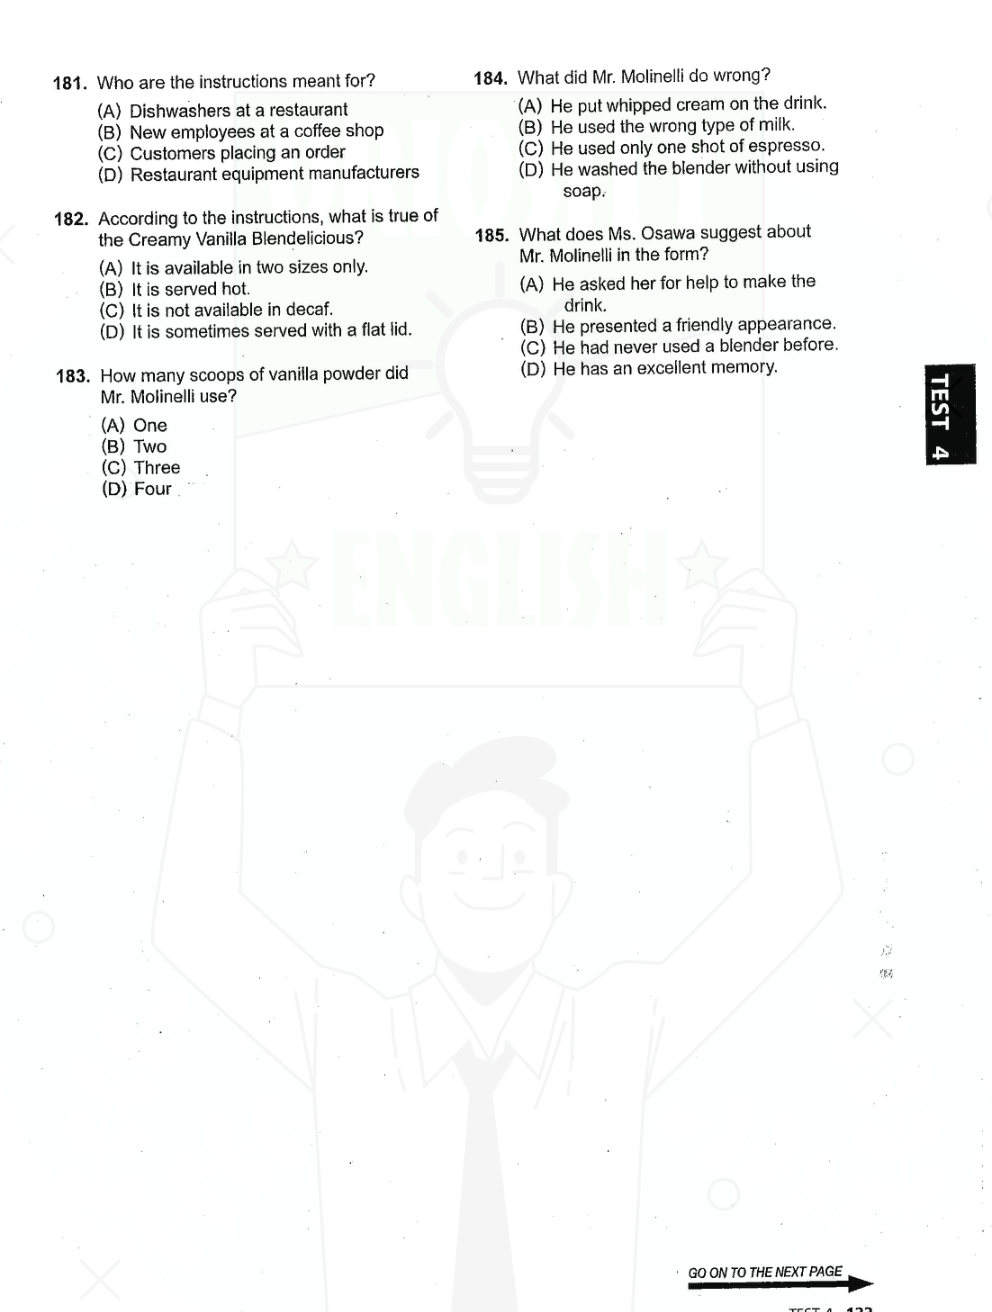 181. Who are the instructions meant for?
(A) Dishwashers at a restaurant
(B) New employees at a coffee shop
(C) Customers placing an order
(D) Restaurant equipment manufacturers
182. According to the instructions, what is true of
the Creamy Vanilla Blendelicious?
(A) It is available in two sizes only.
(B) It is served hot.
(C) It is not available in decaf.
(D) It is sometimes served with a flat lid.
183. How many scoops of vanilla powder did
Mr. Molinelli use?
(A) One
(B) Two
(C) Three
(D) Four
184. What did Mr. Molinelli do wrong?
(A) He put whipped cream on the drink.
(B) He used the wrong type of milk.
(C) He used only one shot of espresso.
(D) He washed the blender without using
soap.
185. What does Ms. Osawa suggest about
Mr. Molinelli in the form?
(A) He asked her for help to make the
drink.
(B) He presented a friendly appearance.
(C) He had never used a blender before.
(D) He has an excellent memory.
TEST 4
ENGLISH
GO ON TO THE NEXT PAGE